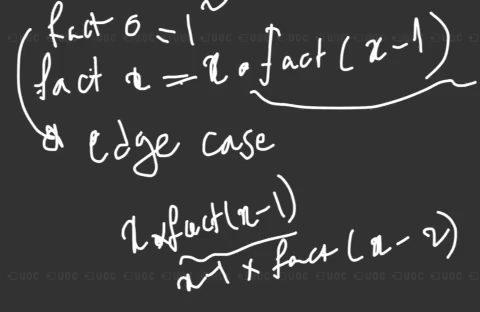 fact 0 = 1
fact x = x * fact(x-1)
edge case
x * fact(x-1)
x-1 * fact(x-2)